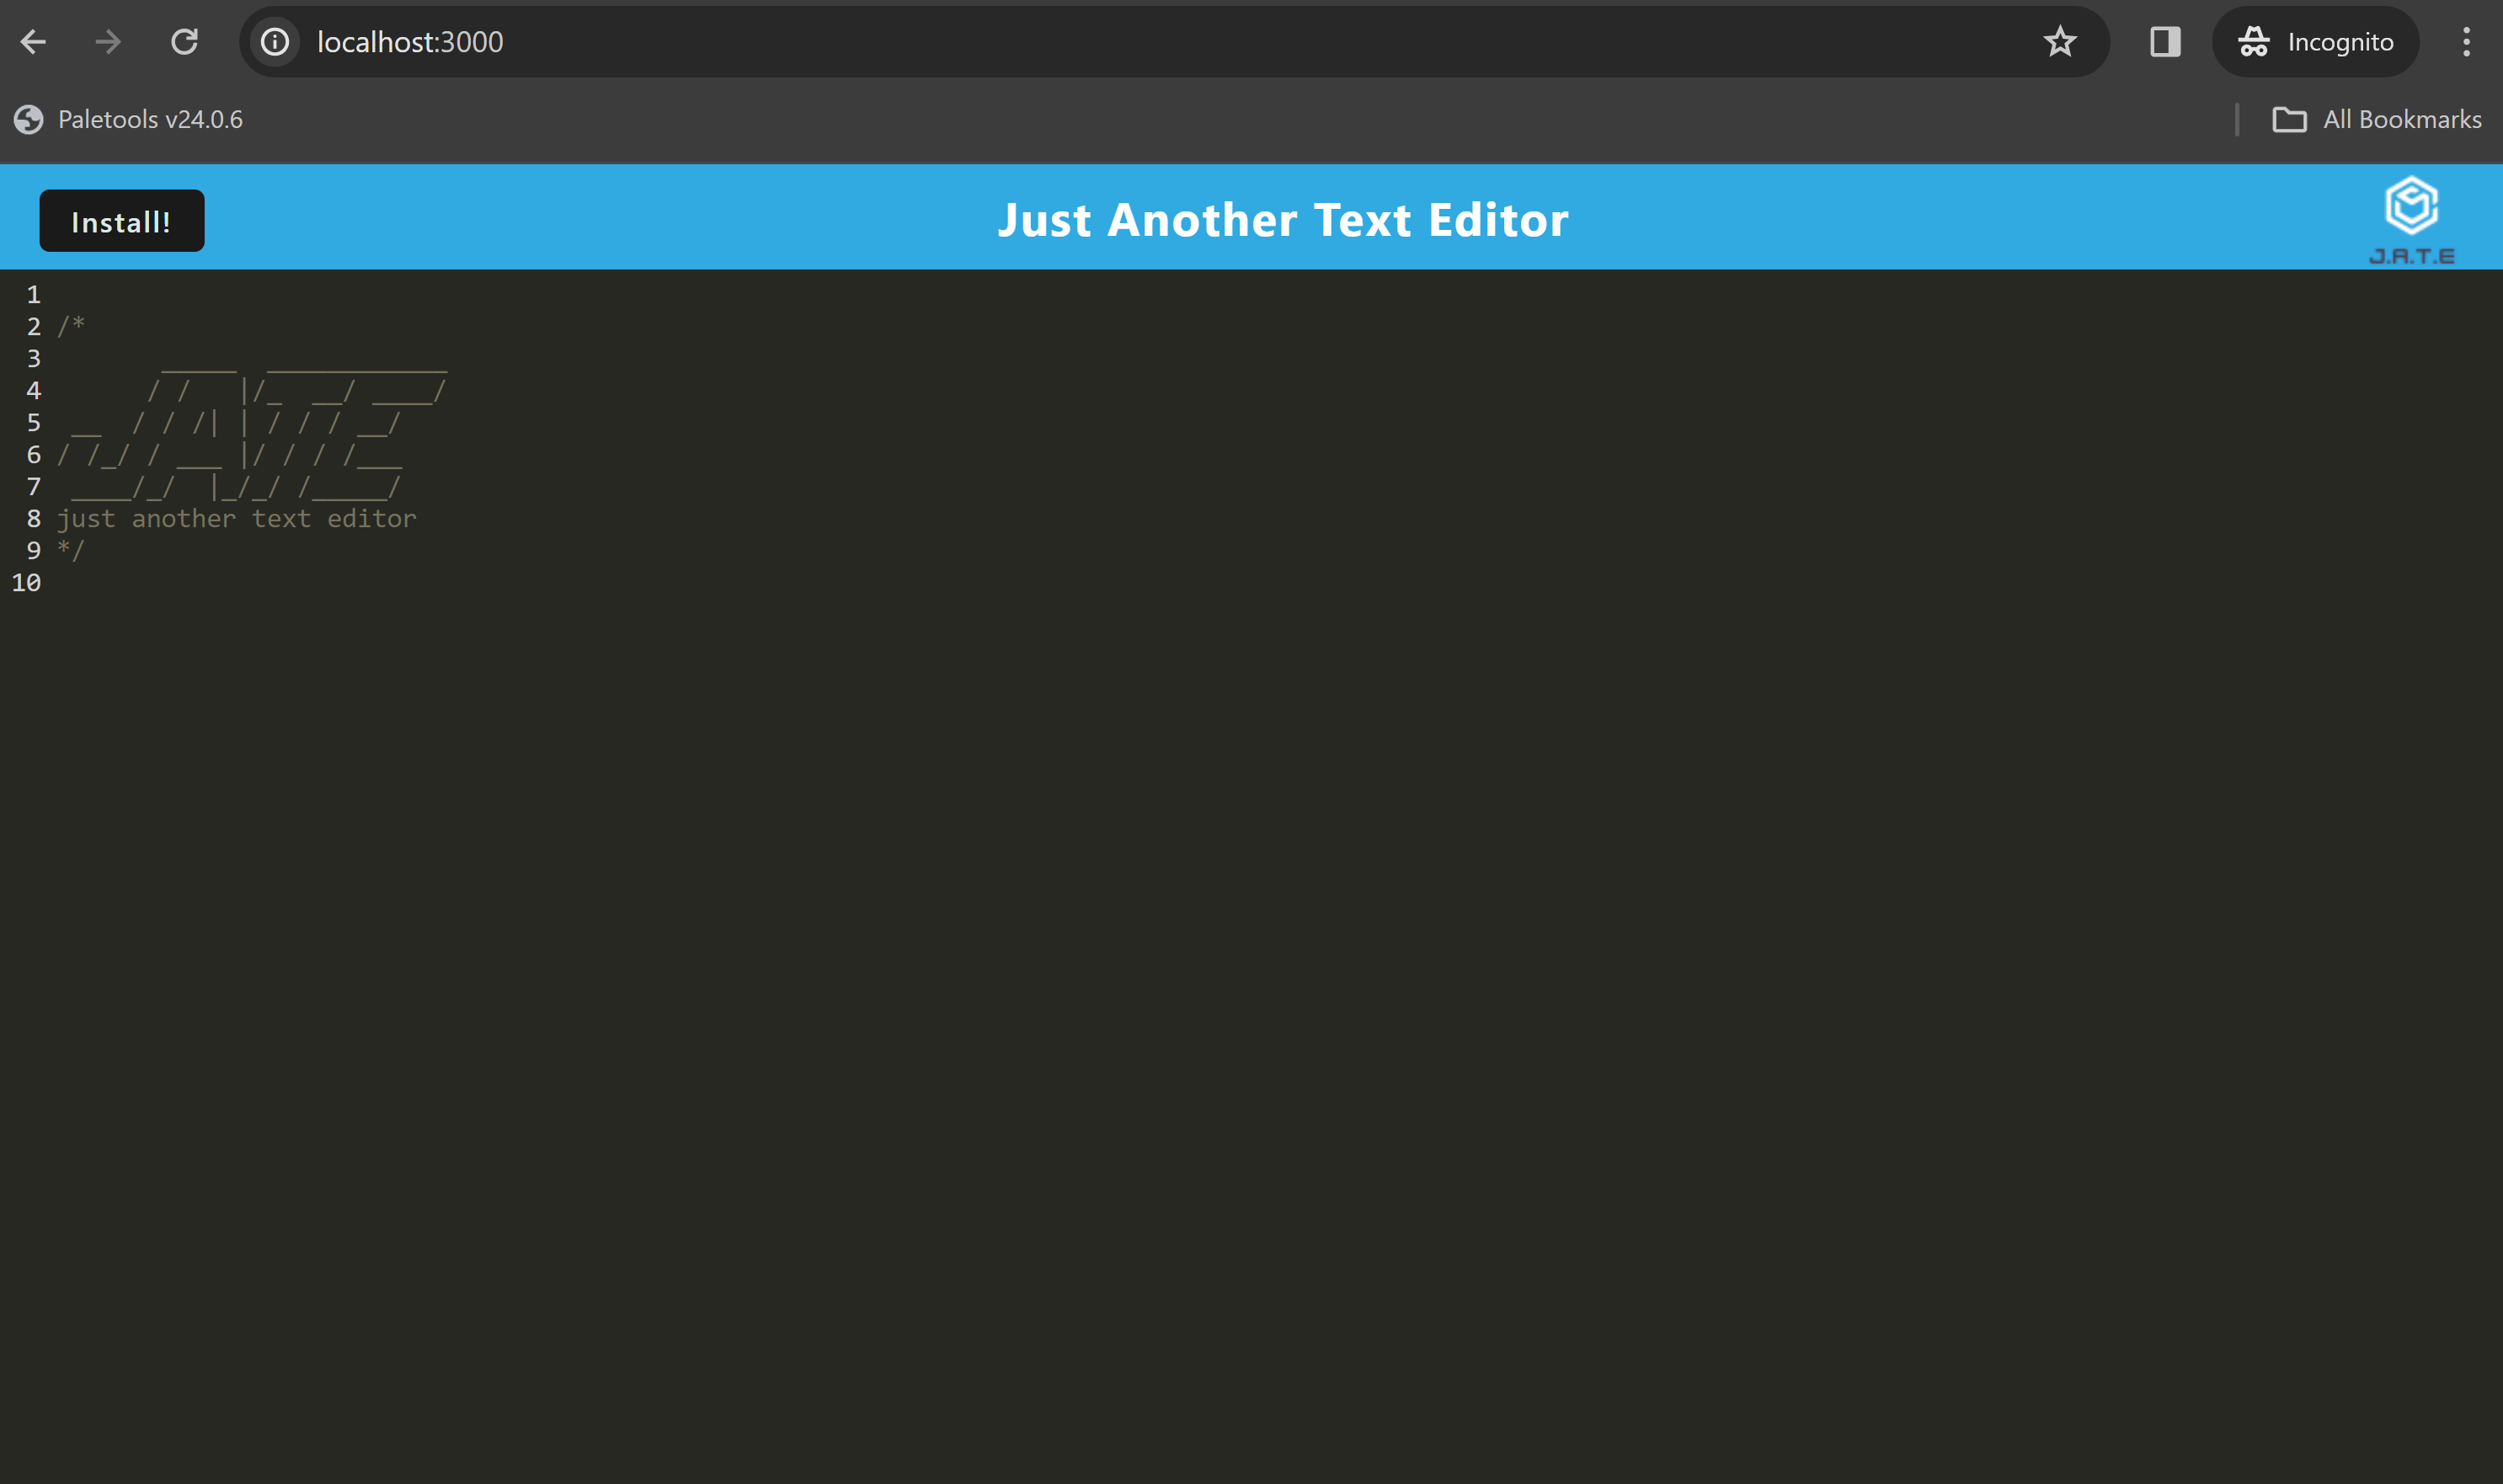 localhost:3000
Incognito
Paletools v24.0.6
All Bookmarks
Install!
Just Another Text Editor
J.A.T.E
1
2 /*
3        _____  ____________
4       / /   |/_  __/ ____/
5  __  / / /| | / / / __/
6 / /_/ / ___ |/ / / /___
7  ____/_/  |_/_/ /_____/
8 just another text editor
9 */
10